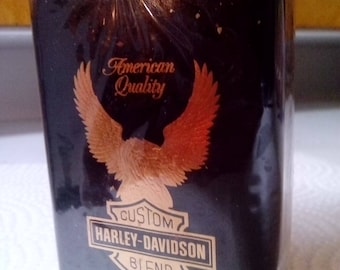 American
Quality
CUSTOM
HARLEY-DAVIDSON
BLEND